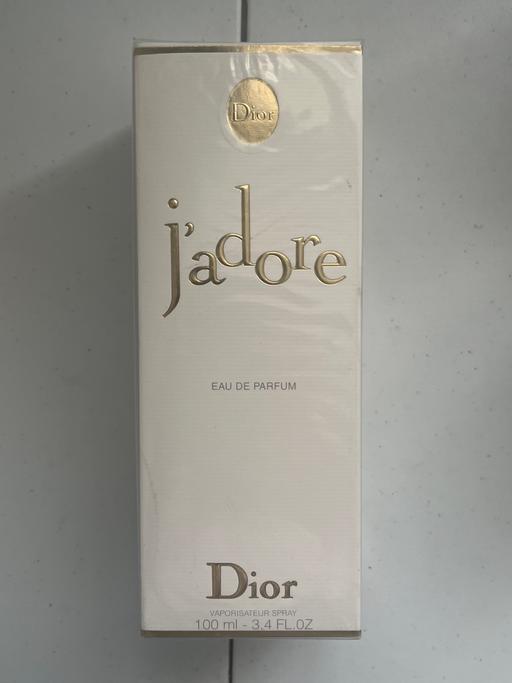 Dior
j'adore
EAU DE PARFUM
Dior
VAPORISATEUR SPRAY
100 ml - 3.4 FL.OZ